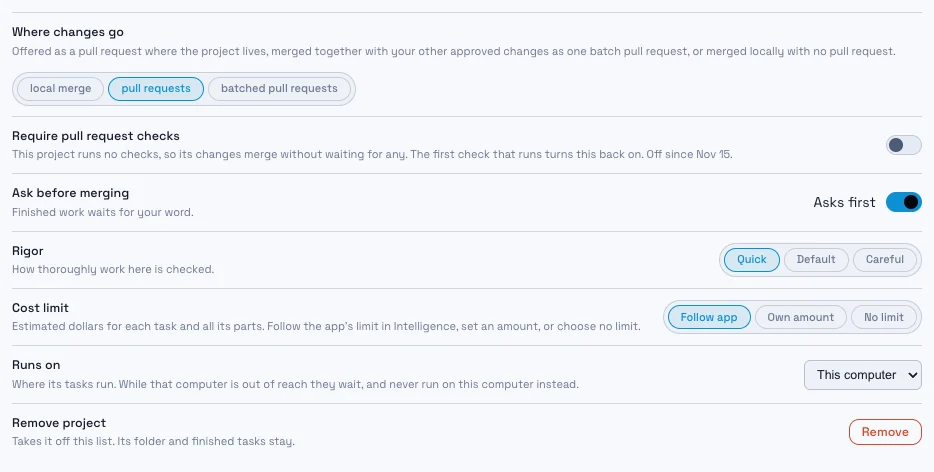 Where changes go
Offered as a pull request where the project lives, merged together with your other approved changes as one batch pull request, or merged locally with no pull request.
local merge pull requests batched pull requests
Require pull request checks
This project runs no checks, so its changes merge without waiting for any. The first check that runs turns this back on. Off since Nov 15.
Ask before merging
Finished work waits for your word.
Asks first
Rigor
How thoroughly work here is checked.
Quick Default Careful
Cost limit
Estimated dollars for each task and all its parts. Follow the app's limit in Intelligence, set an amount, or choose no limit.
Follow app Own amount No limit
Runs on
Where its tasks run. While that computer is out of reach they wait, and never run on this computer instead.
This computer
Remove project
Takes it off this list. Its folder and finished tasks stay.
Remove